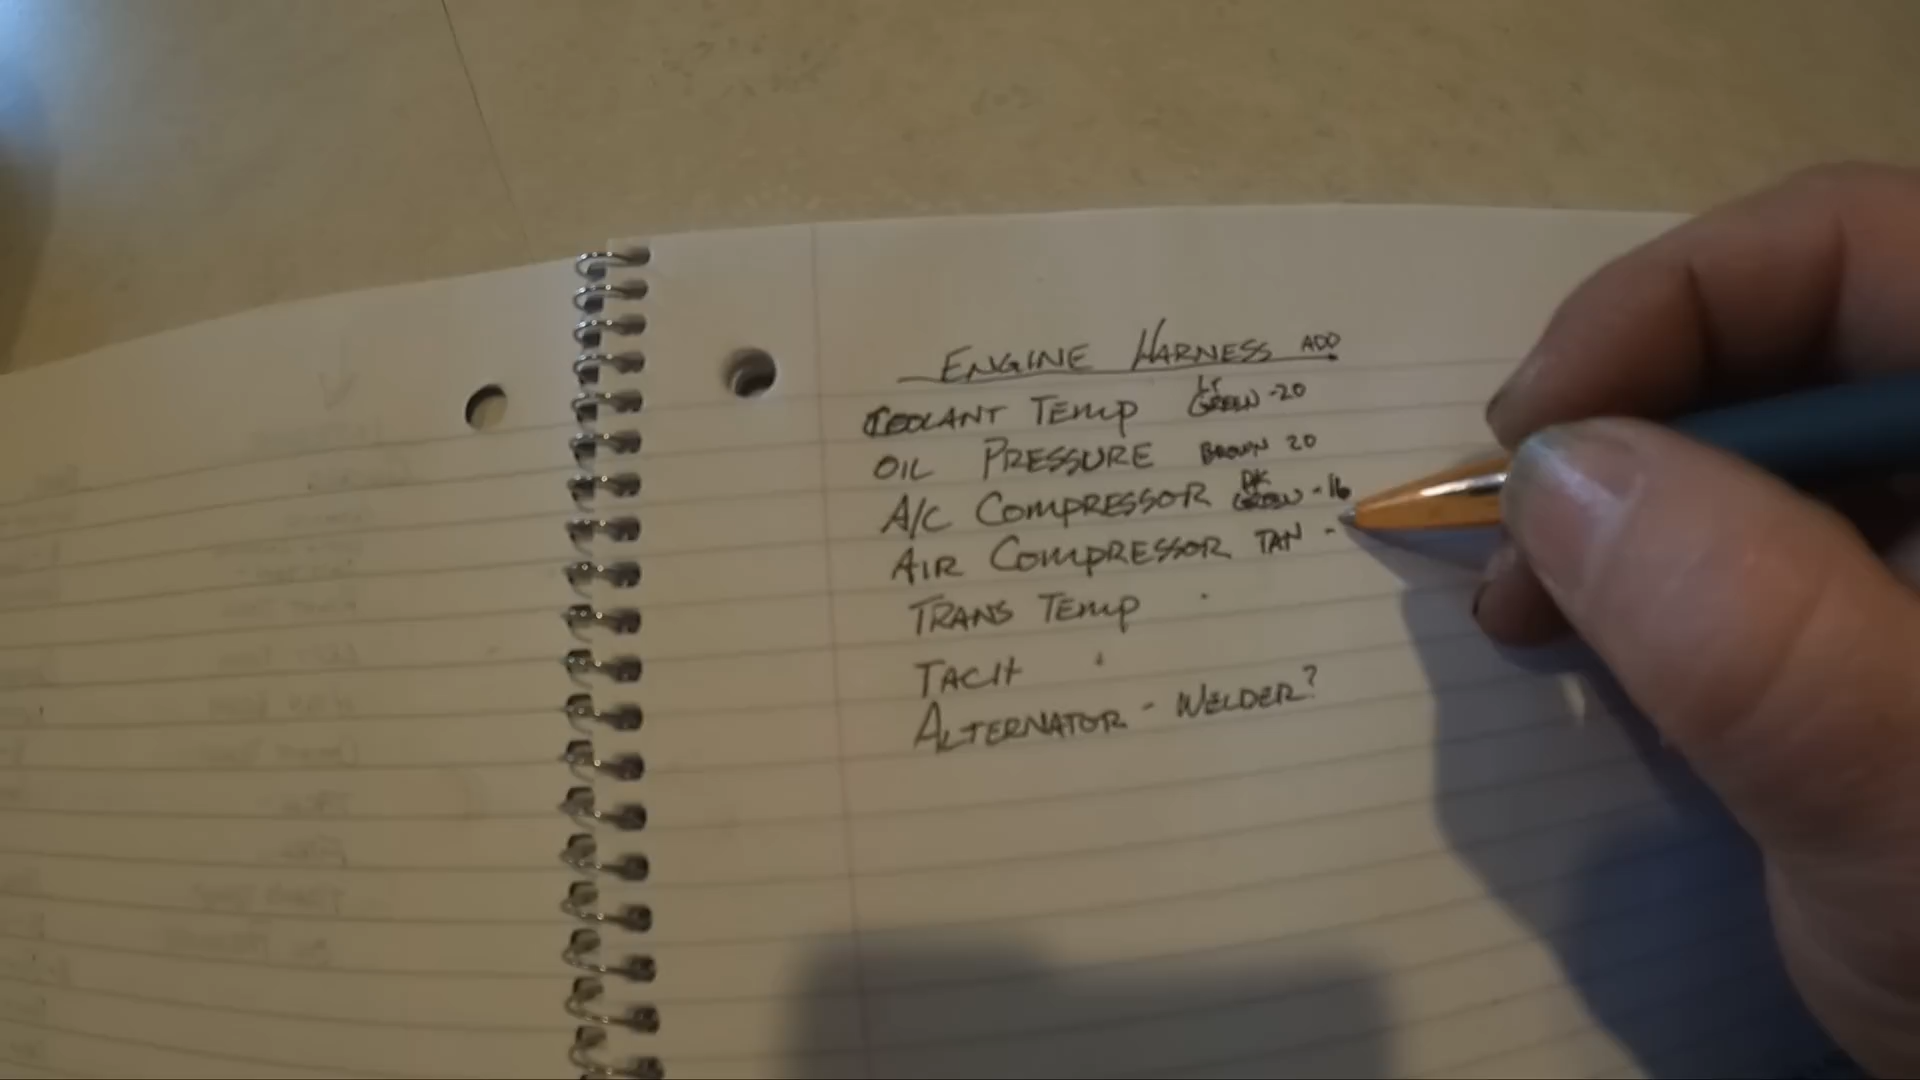 ENGINE HARNESS ADD
COOLANT TEMP LT GREEN -20
OIL PRESSURE BROWN 20
A/C COMPRESSOR DK GREEN -16
AIR COMPRESSOR TAN -
TRANS TEMP
TACH
ALTERNATOR - WELDER?